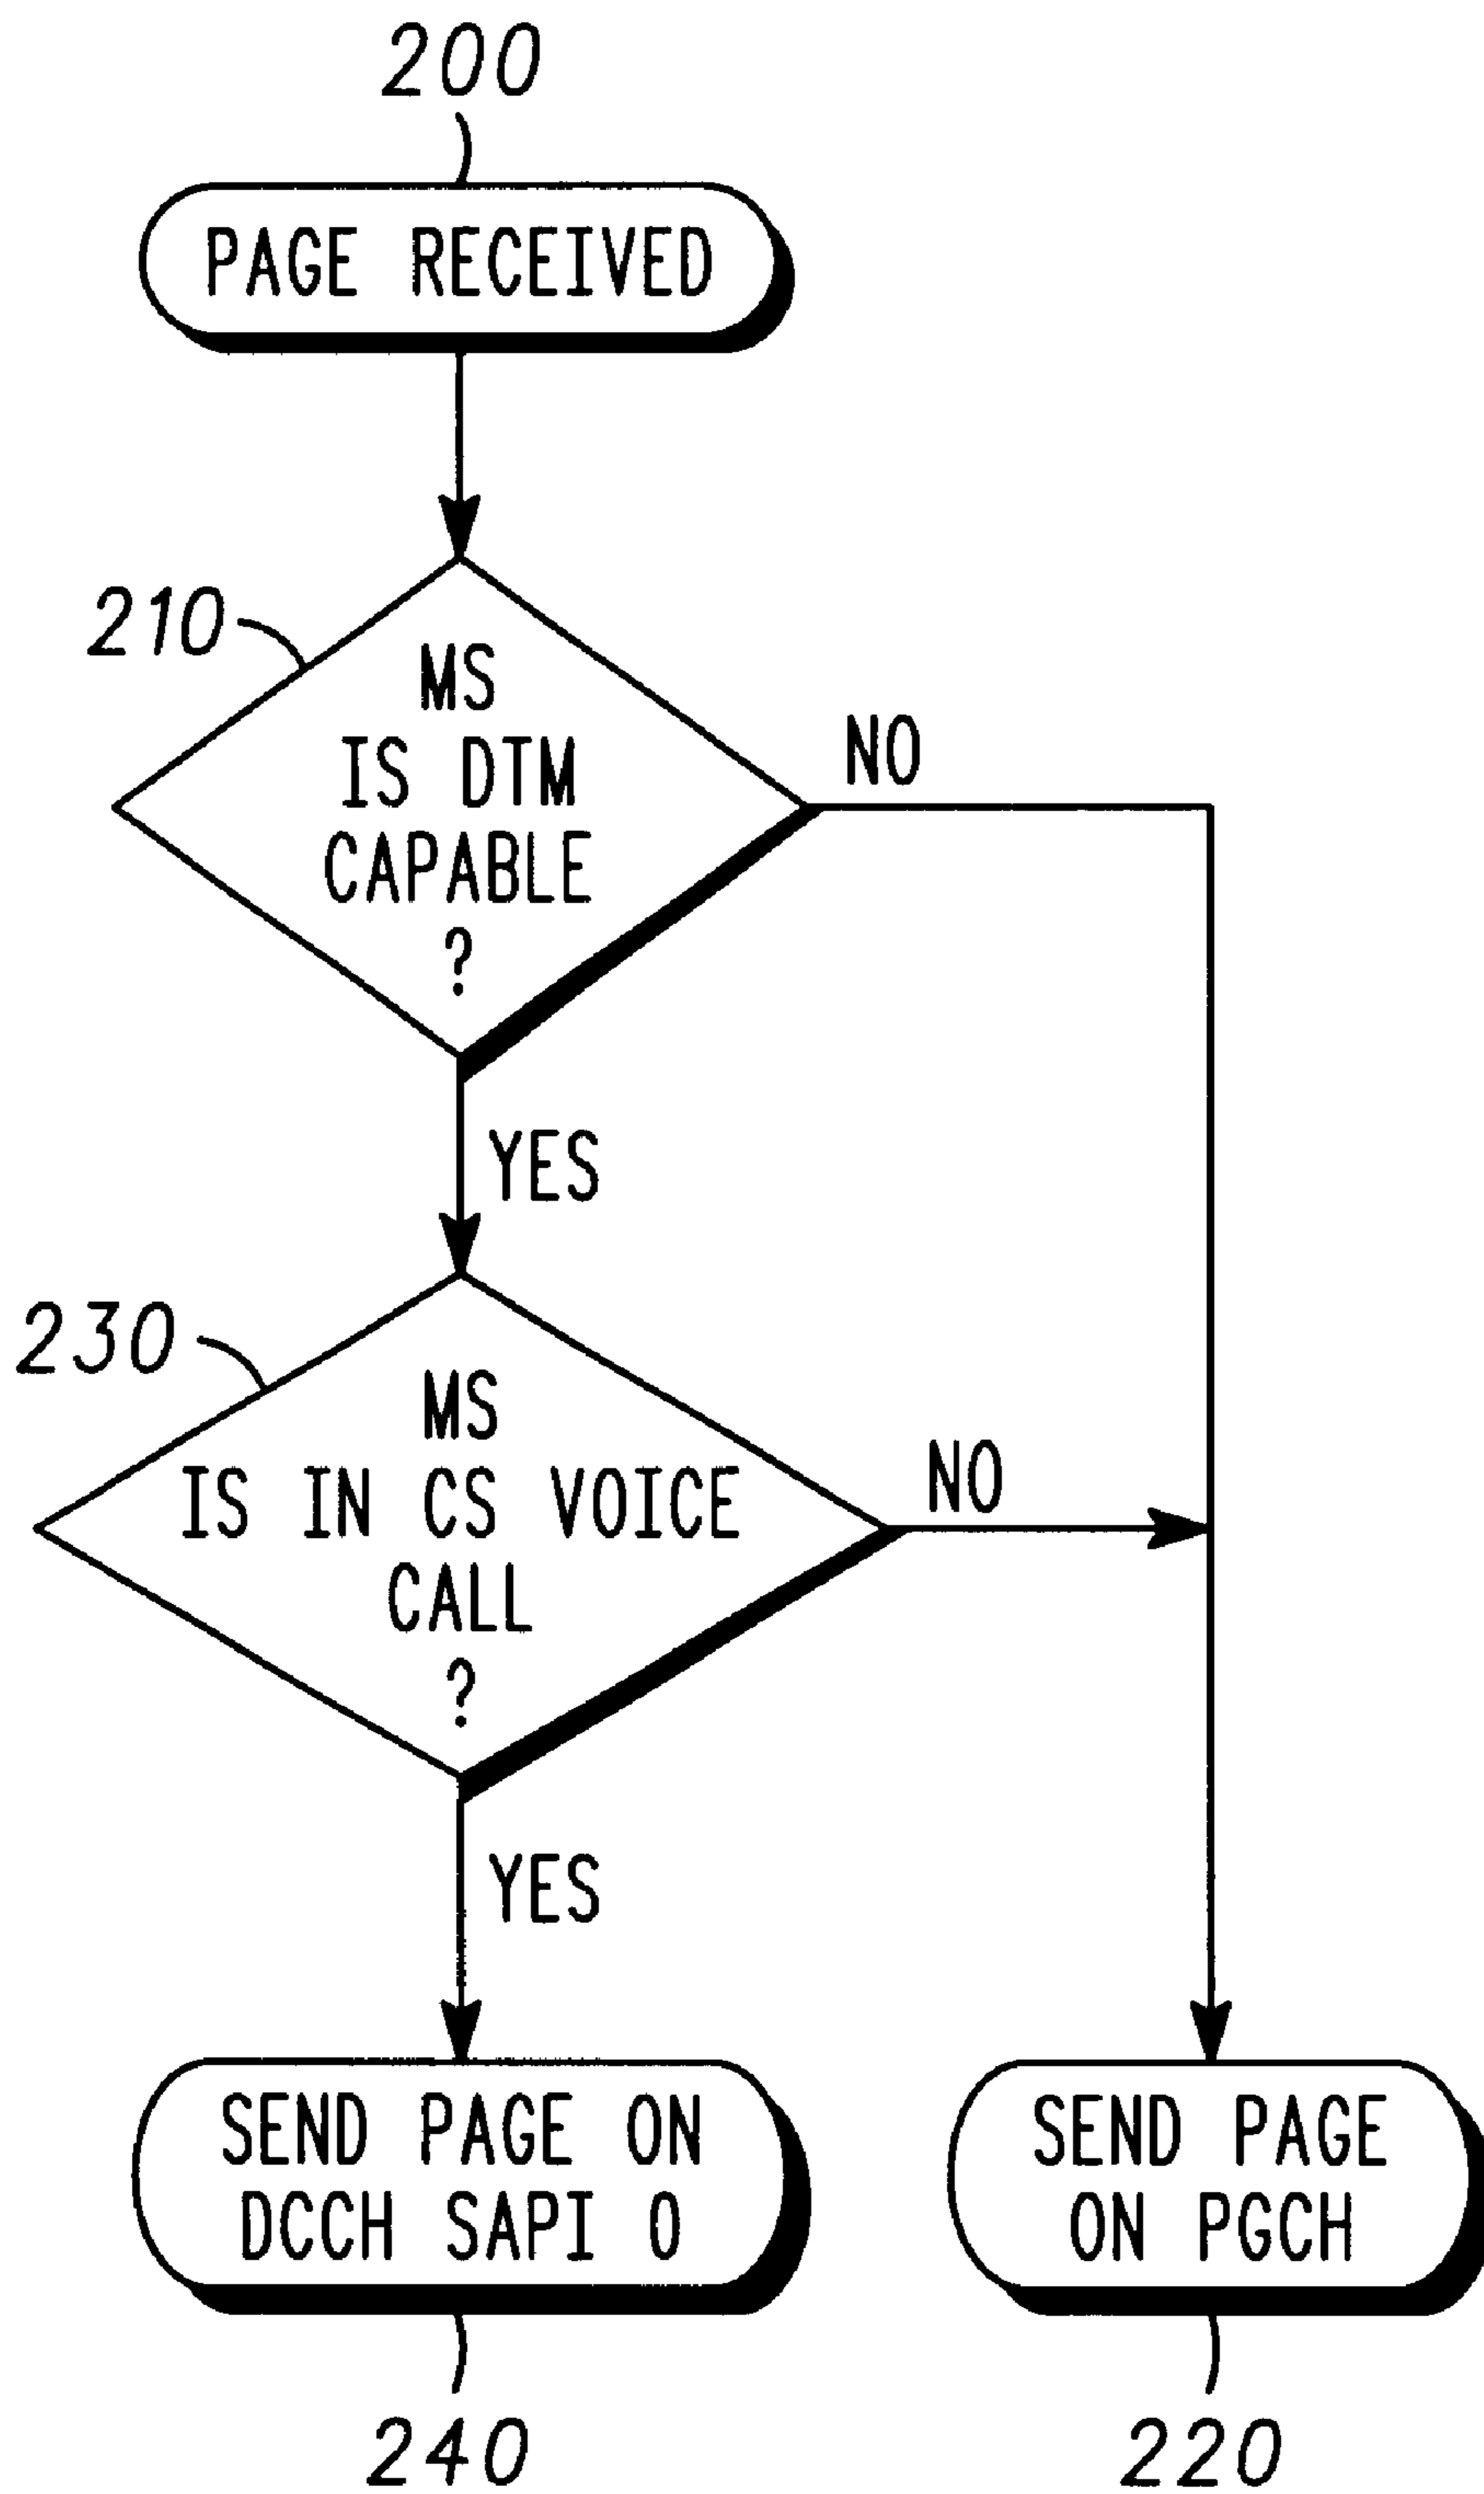 200
PAGE RECEIVED
210
MS
IS DTM
CAPABLE
?
NO
YES
230
MS
IS IN CS VOICE
CALL
?
NO
YES
SEND PAGE ON
DCCH SAPI 0
240
SEND PAGE
ON PGCH
220